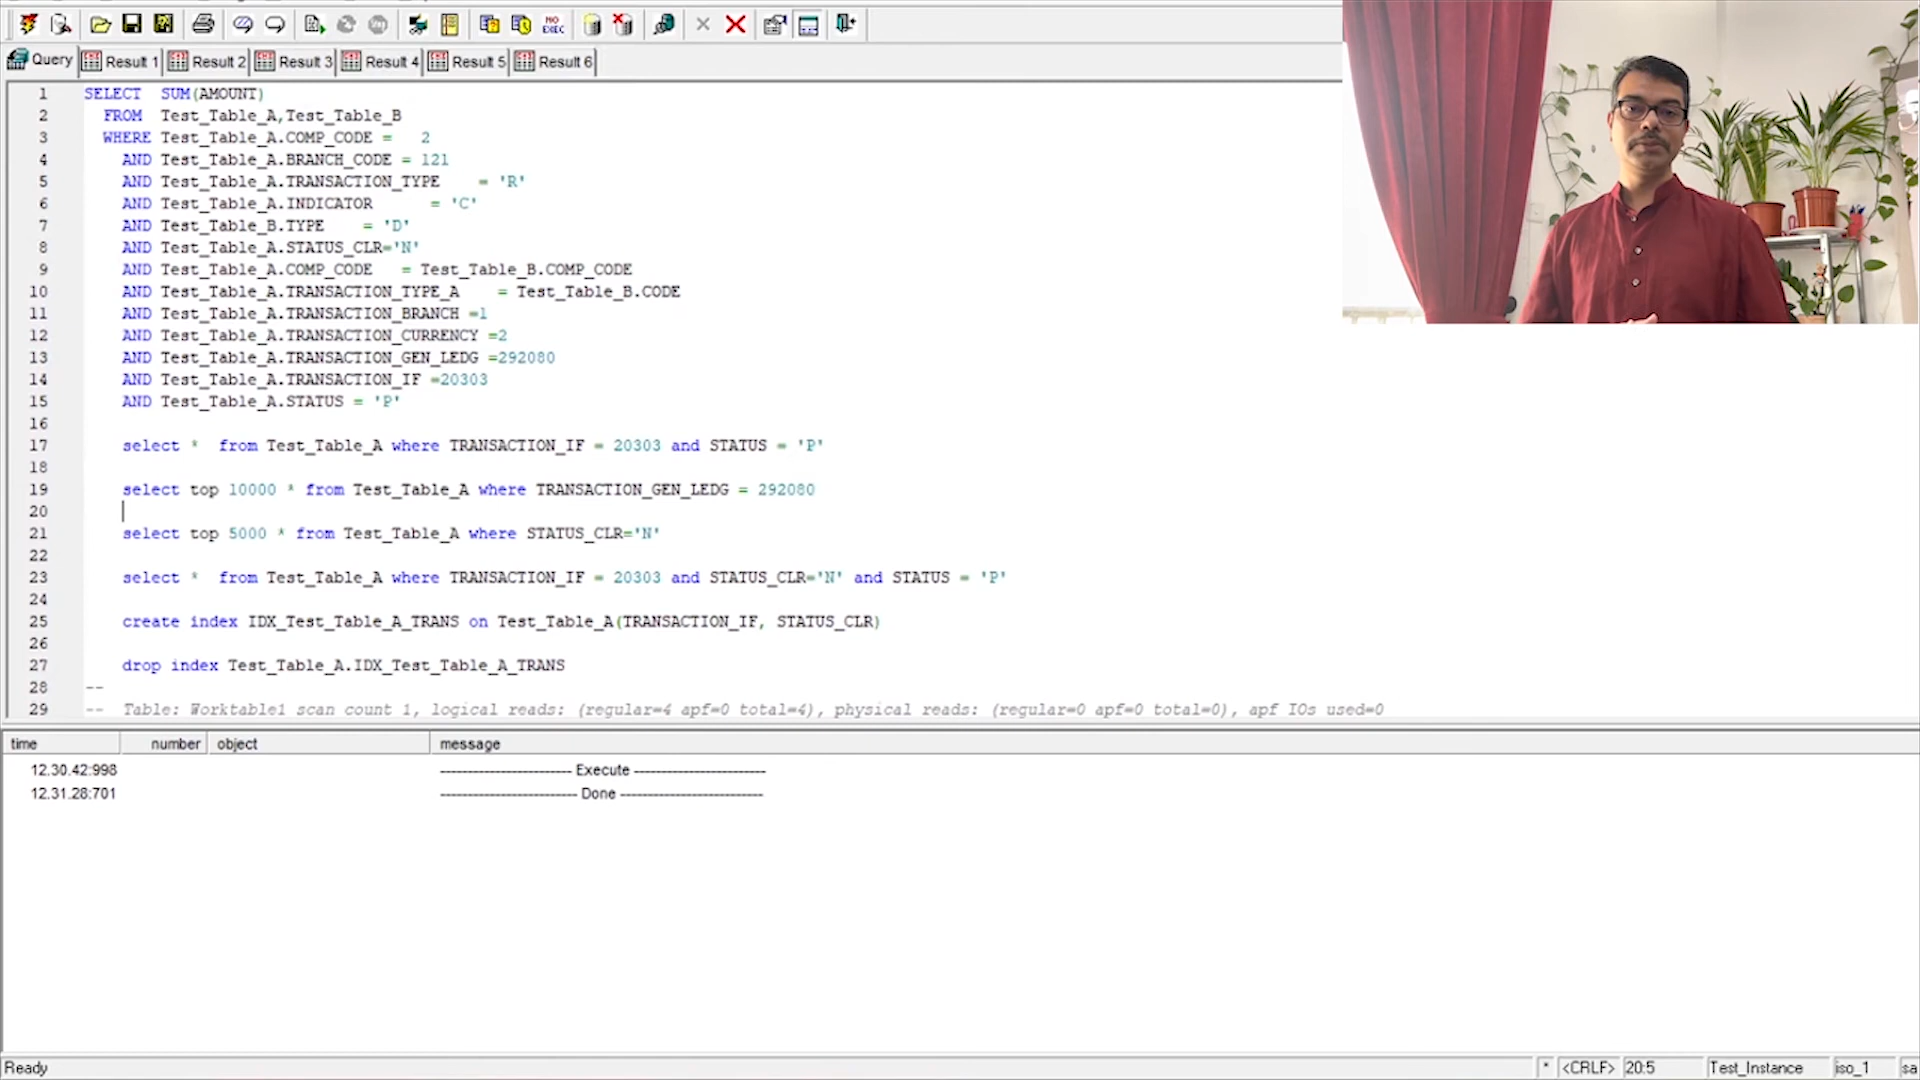 NO
EXEC
Stop
Query Result 1 Result 2 Result 3 Result 4 Result 5 Result 6
1 SELECT SUM(AMOUNT)
2 FROM Test_Table_A,Test_Table_B
3 WHERE Test_Table_A.COMP_CODE = 2
4 AND Test_Table_A.BRANCH_CODE = 121
5 AND Test_Table_A.TRANSACTION_TYPE = 'R'
6 AND Test_Table_A.INDICATOR = 'C'
7 AND Test_Table_B.TYPE = 'D'
8 AND Test_Table_A.STATUS_CLR='N'
9 AND Test_Table_A.COMP_CODE = Test_Table_B.COMP_CODE
10 AND Test_Table_A.TRANSACTION_TYPE_A = Test_Table_B.CODE
11 AND Test_Table_A.TRANSACTION_BRANCH =1
12 AND Test_Table_A.TRANSACTION_CURRENCY =2
13 AND Test_Table_A.TRANSACTION_GEN_LEDG =292080
14 AND Test_Table_A.TRANSACTION_IF =20303
15 AND Test_Table_A.STATUS = 'P'
16
17 select * from Test_Table_A where TRANSACTION_IF = 20303 and STATUS = 'P'
18
19 select top 10000 * from Test_Table_A where TRANSACTION_GEN_LEDG = 292080
20
21 select top 5000 * from Test_Table_A where STATUS_CLR='N'
22
23 select * from Test_Table_A where TRANSACTION_IF = 20303 and STATUS_CLR='N' and STATUS = 'P'
24
25 create index IDX_Test_Table_A_TRANS on Test_Table_A(TRANSACTION_IF, STATUS_CLR)
26
27 drop index Test_Table_A.IDX_Test_Table_A_TRANS
28 --
29 -- Table: Worktable1 scan count 1, logical reads: (regular=4 apf=0 total=4), physical reads: (regular=0 apf=0 total=0), apf IOs used=0
time number object message
12.30.42:998 ------------------------ Execute ------------------------
12.31.28:701 ------------------------- Done --------------------------
Ready * <CRLF> 20:5 Test_Instance iso_1 sa